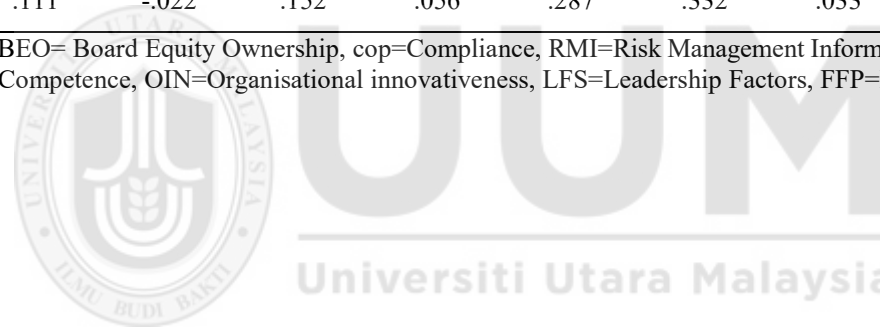 .111 -.022 .152 .056 .287 .332 .033
BEO= Board Equity Ownership, cop=Compliance, RMI=Risk Management Inform
Competence, OIN=Organisational innovativeness, LFS=Leadership Factors, FFP=
UUM
Universiti Utara Malaysia
UNIVERSITI UTARA MALAYSIA
ILMU BUDI BAKTI